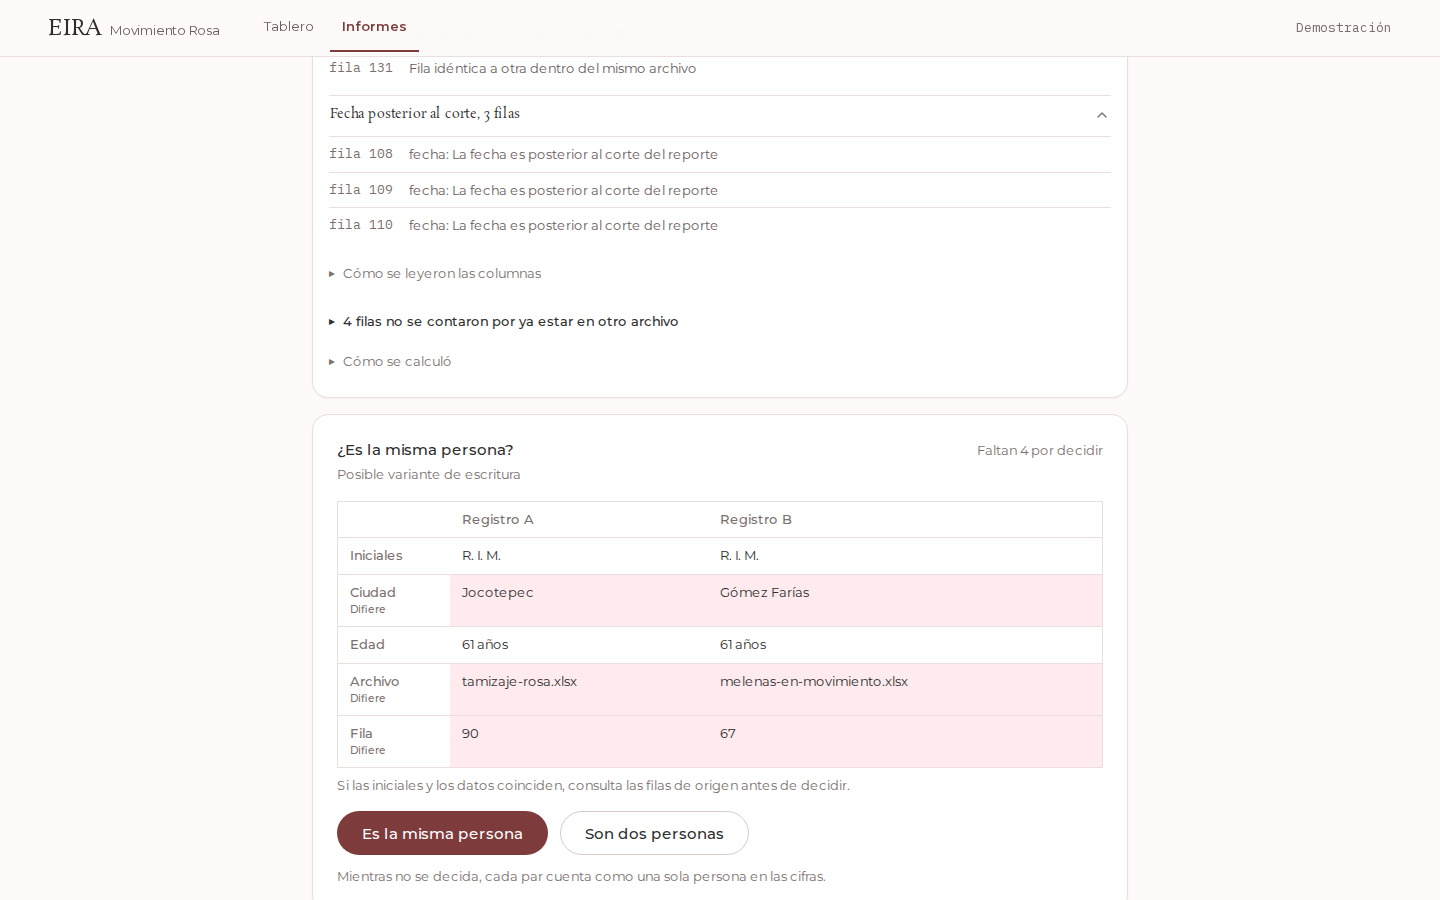 EIRA Movimiento Rosa Tablero Informes Demostración
fila 131 Fila idéntica a otra dentro del mismo archivo
Fecha posterior al corte, 3 filas
fila 108 fecha: La fecha es posterior al corte del reporte
fila 109 fecha: La fecha es posterior al corte del reporte
fila 110 fecha: La fecha es posterior al corte del reporte
Cómo se leyeron las columnas
4 filas no se contaron por ya estar en otro archivo
Cómo se calculó
¿Es la misma persona? Faltan 4 por decidir
Posible variante de escritura
Registro A Registro B
Iniciales R. I. M. R. I. M.
Ciudad Jocotepec Gómez Farías
Difiere
Edad 61 años 61 años
Archivo tamizaje-rosa.xlsx melenas-en-movimiento.xlsx
Difiere
Fila 90 67
Difiere
Si las iniciales y los datos coinciden, consulta las filas de origen antes de decidir.
Es la misma persona Son dos personas
Mientras no se decida, cada par cuenta como una sola persona en las cifras.